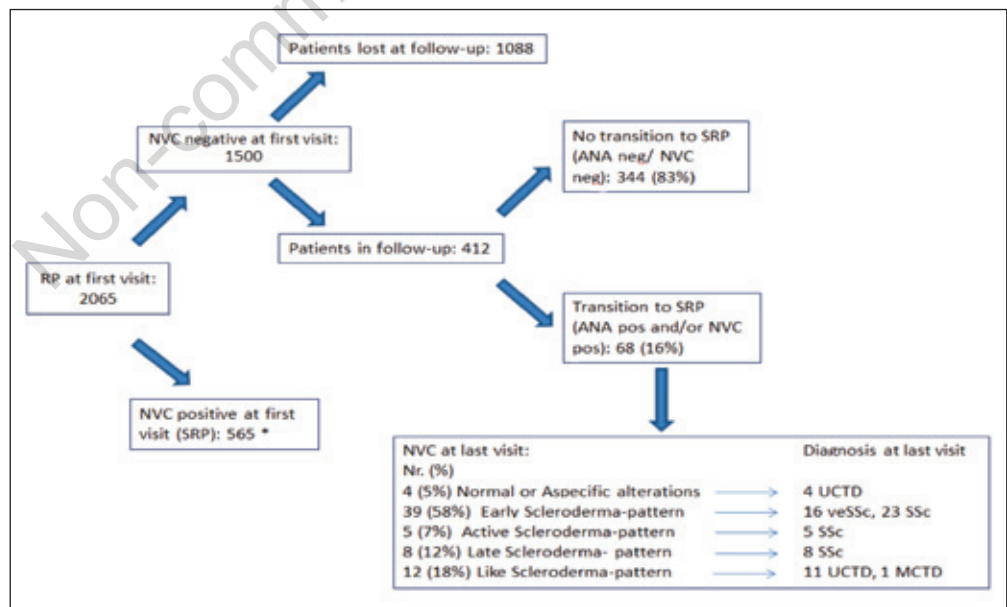 Non-comm
Patients lost at follow-up: 1088
NVC negative at first visit:
1500
No transition to SRP
(ANA neg/ NVC
neg): 344 (83%)
Patients in follow-up: 412
RP at first visit:
2065
Transition to SRP
(ANA pos and/or NVC
pos): 68 (16%)
NVC positive at first
visit (SRP): 565 *
NVC at last visit: Diagnosis at last visit
Nr. (%)
4 (5%) Normal or Aspecific alterations 4 UCTD
39 (58%) Early Scleroderma-pattern 16 veSSc, 23 SSc
5 (7%) Active Scleroderma-pattern 5 SSc
8 (12%) Late Scleroderma- pattern 8 SSc
12 (18%) Like Scleroderma-pattern 11 UCTD, 1 MCTD